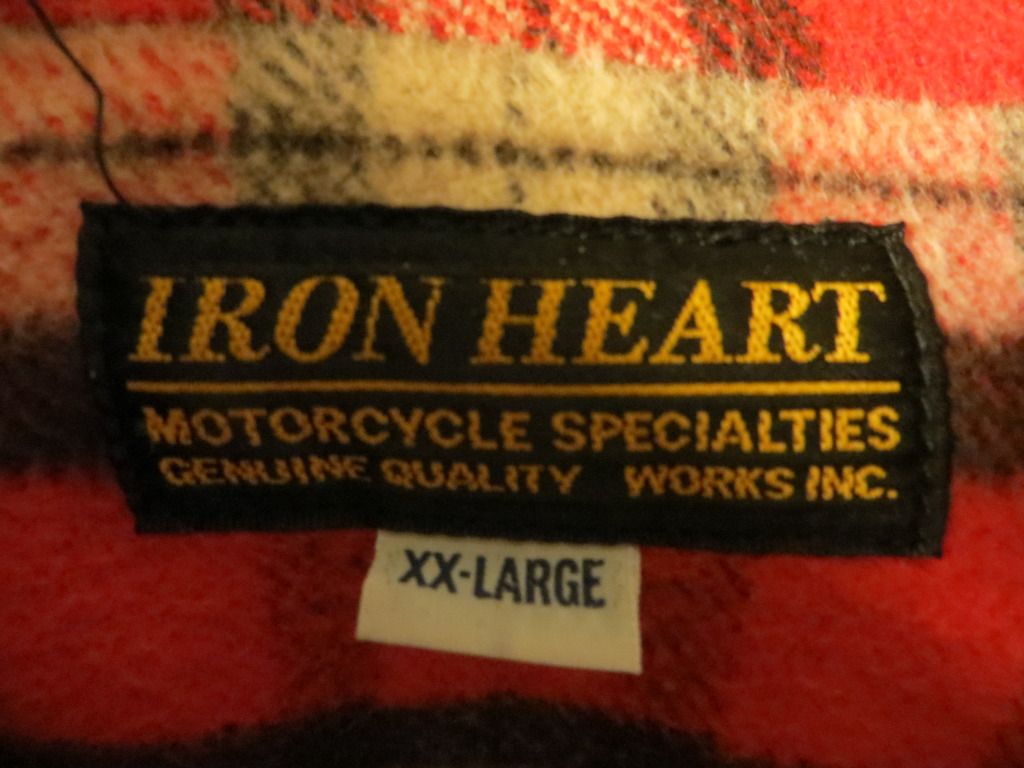 IRON HEART
MOTORCYCLE SPECIALTIES
GENUINE QUALITY WORKS INC.
XX-LARGE